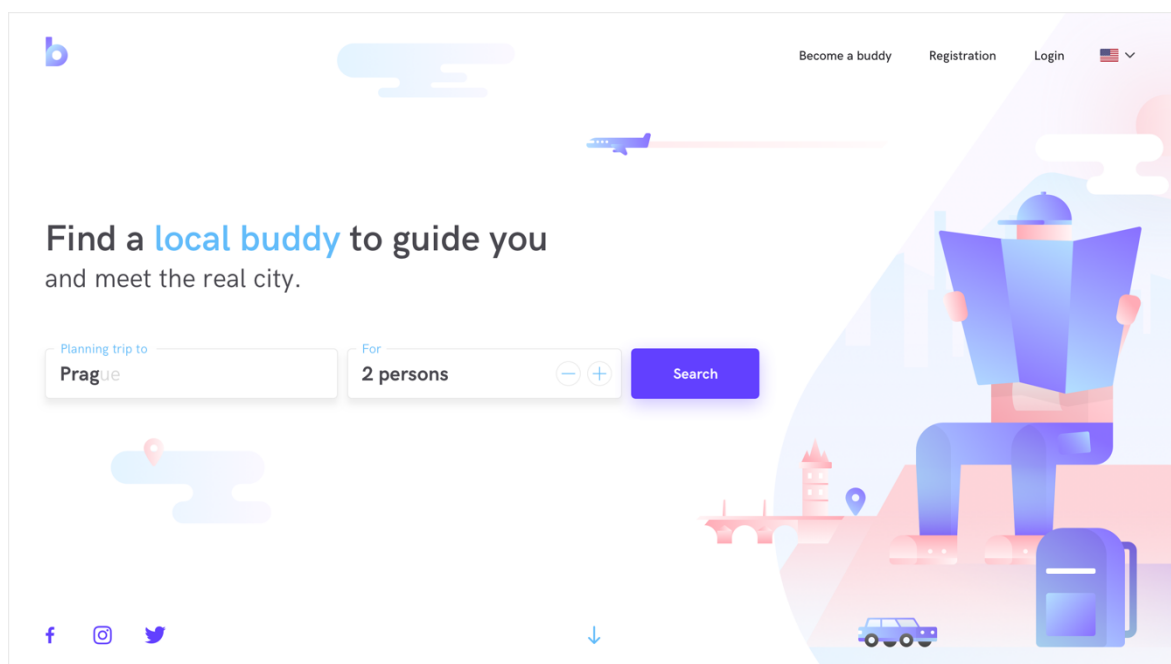 b
Become a buddy
Registration
Login
Find a local buddy to guide you
and meet the real city.
Planning trip to
Prague
For
2 persons
Search